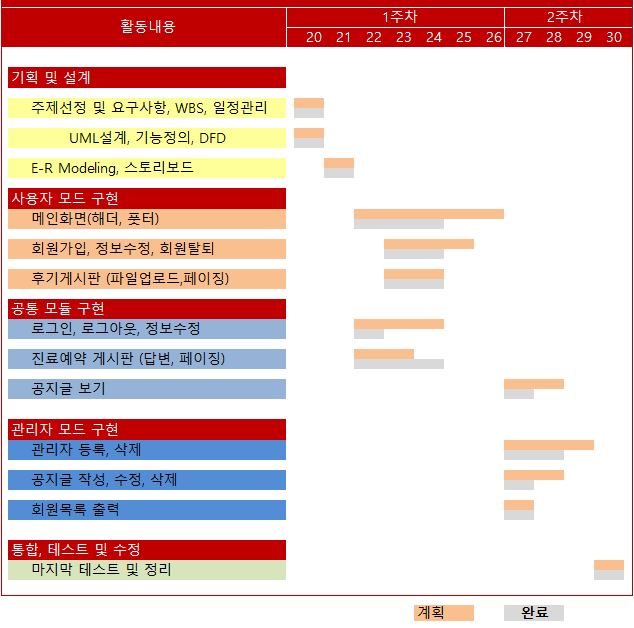 활동내용
1주차
2주차
20 21 22 23 24 25 26 27 28 29 30
기획 및 설계
주제선정 및 요구사항, WBS, 일정관리
UML설계, 기능정의, DFD
E-R Modeling, 스토리보드
사용자 모드 구현
메인화면(해더, 풋터)
회원가입, 정보수정, 회원탈퇴
후기게시판 (파일업로드,페이징)
공통 모듈 구현
로그인, 로그아웃, 정보수정
진료예약 게시판 (답변, 페이징)
공지글 보기
관리자 모드 구현
관리자 등록, 삭제
공지글 작성, 수정, 삭제
회원목록 출력
통합, 테스트 및 수정
마지막 테스트 및 정리
계획
완료